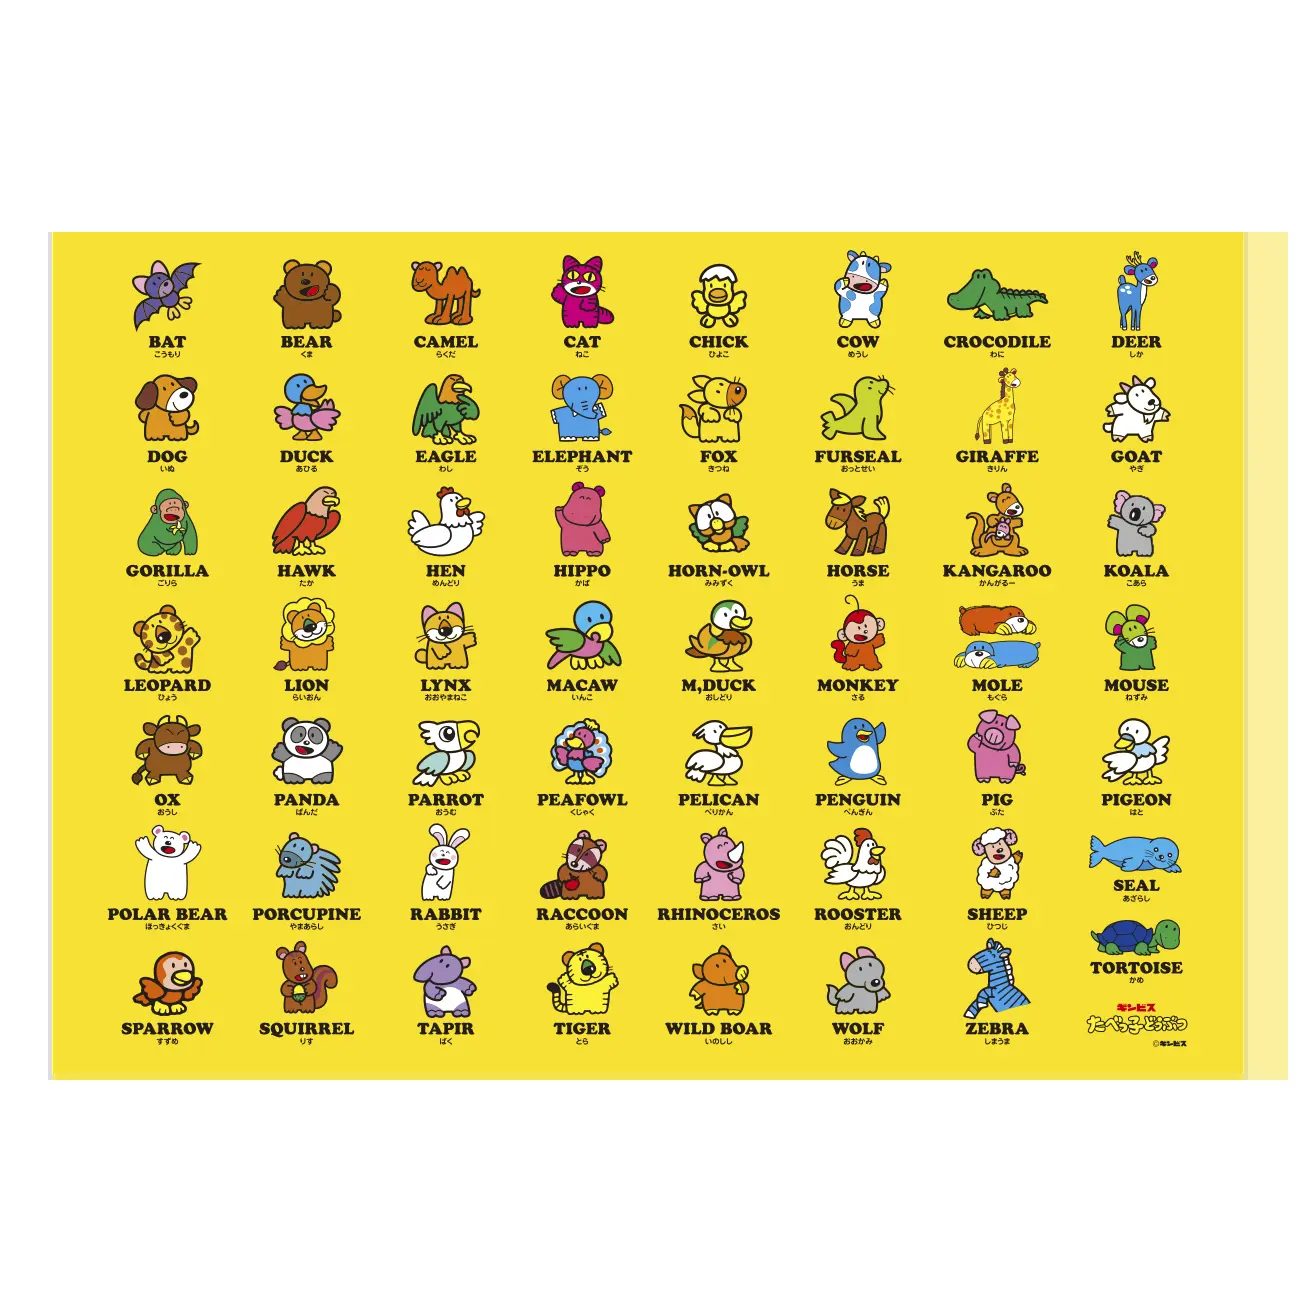 BAT
こうもり
BEAR
くま
CAMEL
らくだ
CAT
ねこ
CHICK
ひよこ
COW
めうし
CROCODILE
わに
DEER
しか
DOG
いぬ
DUCK
あひる
EAGLE
わし
ELEPHANT
ぞう
FOX
きつね
FURSEAL
おっとせい
GIRAFFE
きりん
GOAT
やぎ
GORILLA
ごりら
HAWK
たか
HEN
めんどり
HIPPO
かば
HORN-OWL
みみずく
HORSE
うま
KANGAROO
かんがるー
KOALA
こあら
LEOPARD
ひょう
LION
らいおん
LYNX
おおやまねこ
MACAW
いんこ
M,DUCK
おしどり
MONKEY
さる
MOLE
もぐら
MOUSE
ねずみ
OX
おうし
PANDA
ぱんだ
PARROT
おうむ
PEAFOWL
くじゃく
PELICAN
ぺりかん
PENGUIN
ぺんぎん
PIG
ぶた
PIGEON
はと
POLAR BEAR
ほっきょくぐま
PORCUPINE
やまあらし
RABBIT
うさぎ
RACCOON
あらいぐま
RHINOCEROS
さい
ROOSTER
おんどり
SHEEP
ひつじ
SEAL
あざらし
TORTOISE
かめ
SPARROW
すずめ
SQUIRREL
りす
TAPIR
ばく
TIGER
とら
WILD BOAR
いのしし
WOLF
おおかみ
ZEBRA
しまうま
ギンビス
たべっ子どうぶつ
©ギンビス